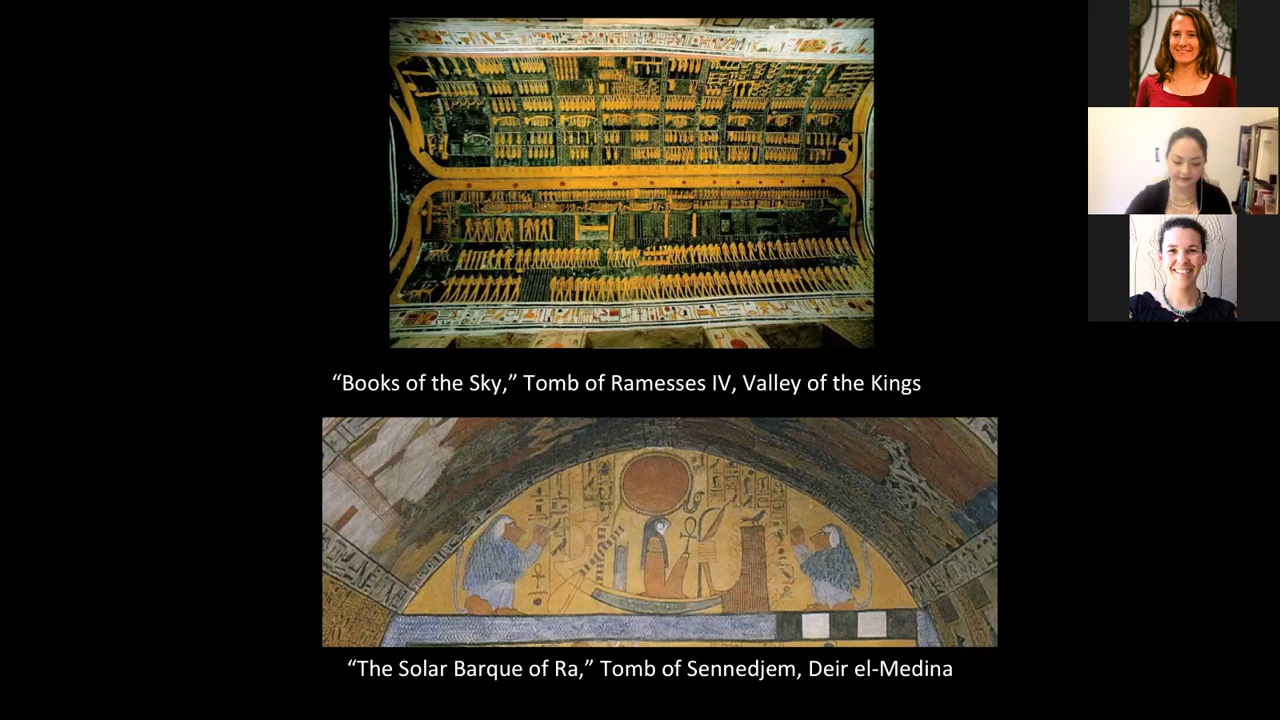 “Books of the Sky,” Tomb of Ramesses IV, Valley of the Kings
“The Solar Barque of Ra,” Tomb of Sennedjem, Deir el-Medina